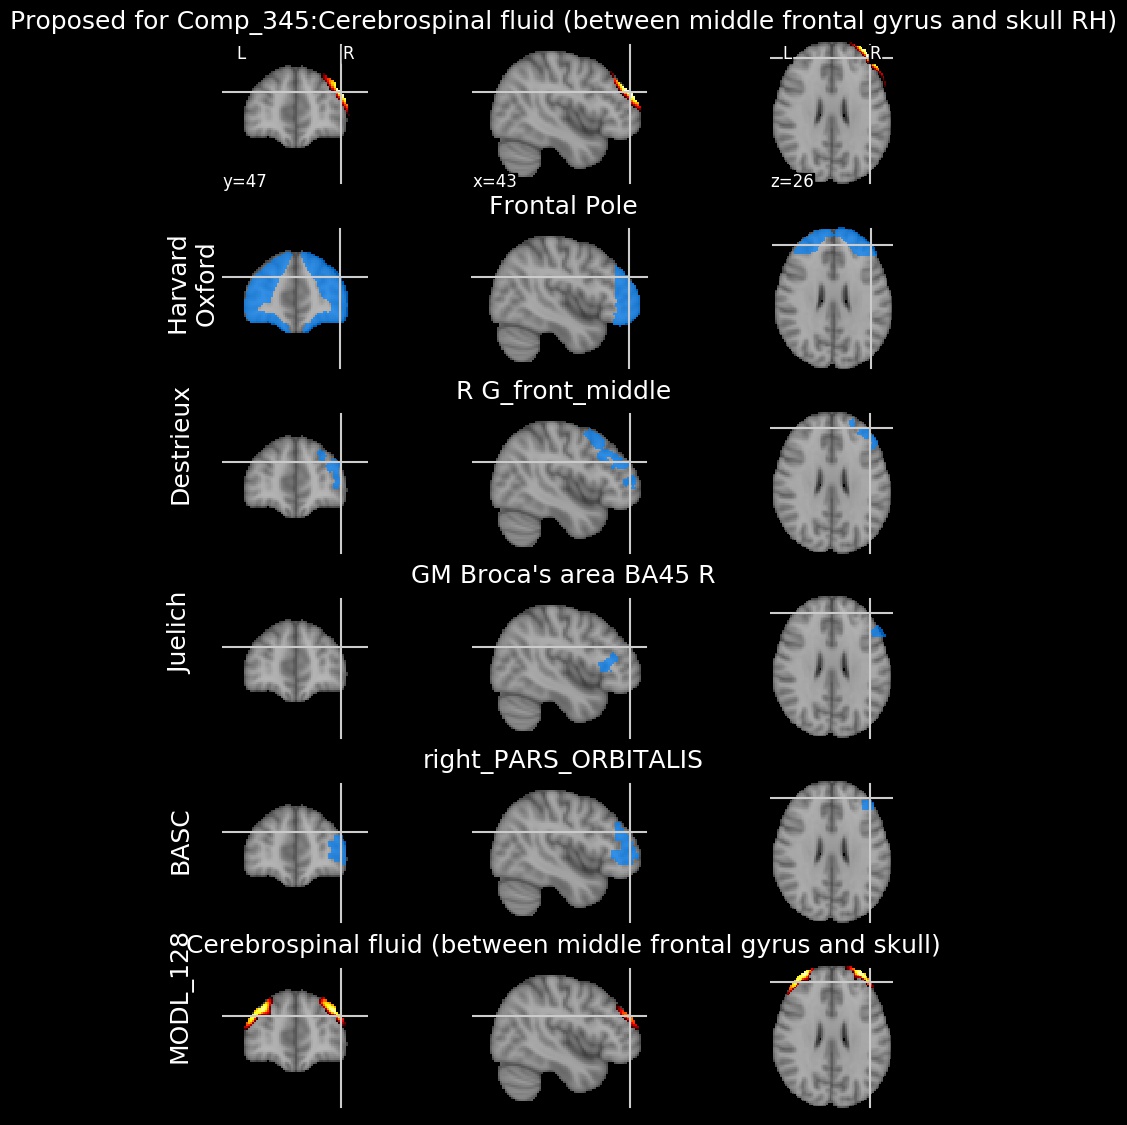 Proposed for Comp_345:Cerebrospinal fluid (between middle frontal gyrus and skull RH)
L R L R
y=47 x=43 z=26
Frontal Pole
Harvard
Oxford
R G_front_middle
Destrieux
GM Broca's area BA45 R
Juelich
right_PARS_ORBITALIS
BASC
Cerebrospinal fluid (between middle frontal gyrus and skull)
MODL_128